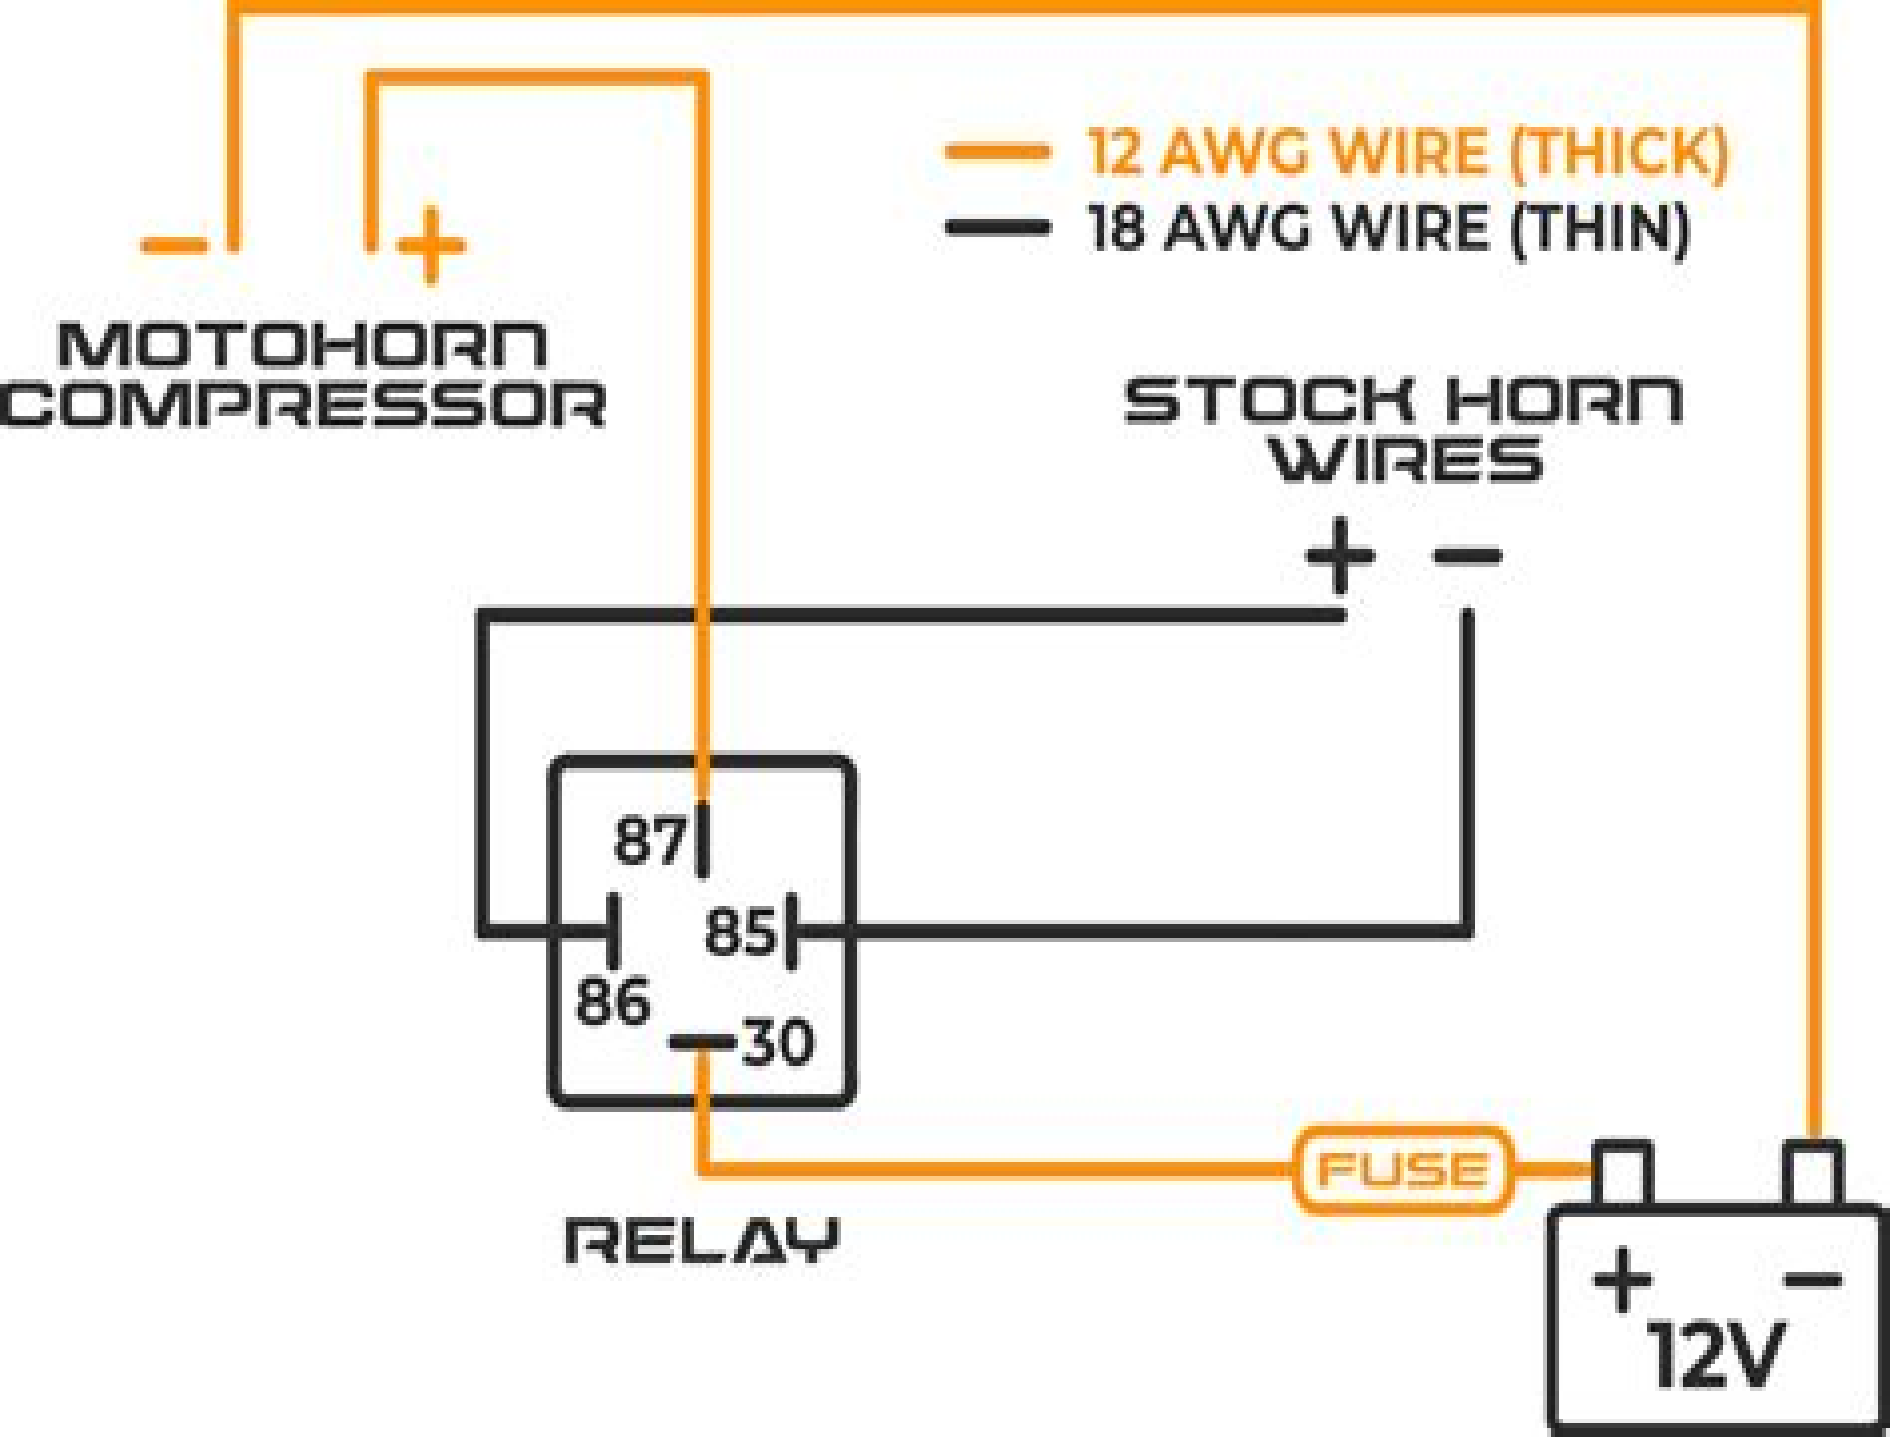 12 AWG WIRE (THICK)
18 AWG WIRE (THIN)
- +
MOTOHORN
COMPRESSOR
STOCK HORN
WIRES
+ -
87
85
86
30
FUSE
RELAY
+ -
12V